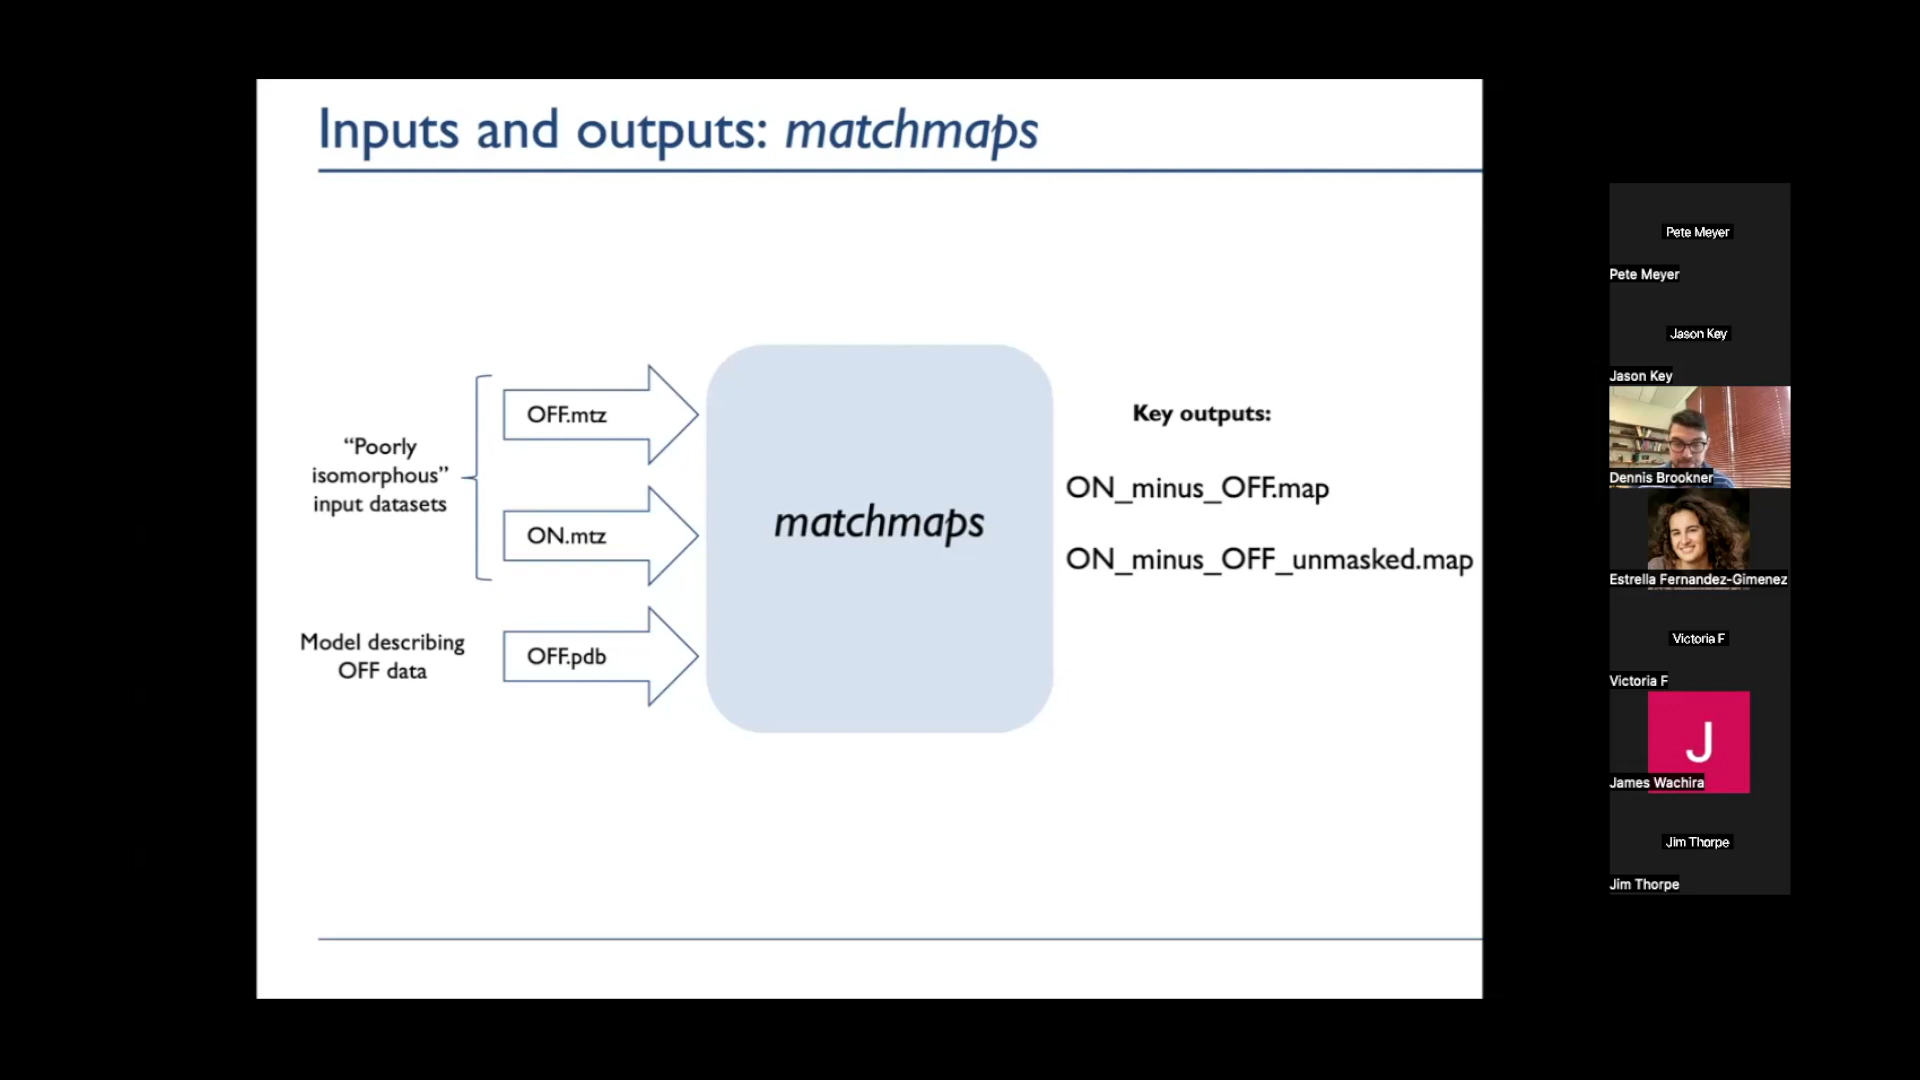 Inputs and outputs: matchmaps
“Poorly
isomorphous”
input datasets
OFF.mtz
ON.mtz
Model describing
OFF data
OFF.pdb
matchmaps
Key outputs:
ON_minus_OFF.map
ON_minus_OFF_unmasked.map
Pete Meyer
Pete Meyer
Jason Key
Jason Key
Dennis Brookner
Estrella Fernandez-Gimenez
Victoria F
Victoria F
J
James Wachira
Jim Thorpe
Jim Thorpe